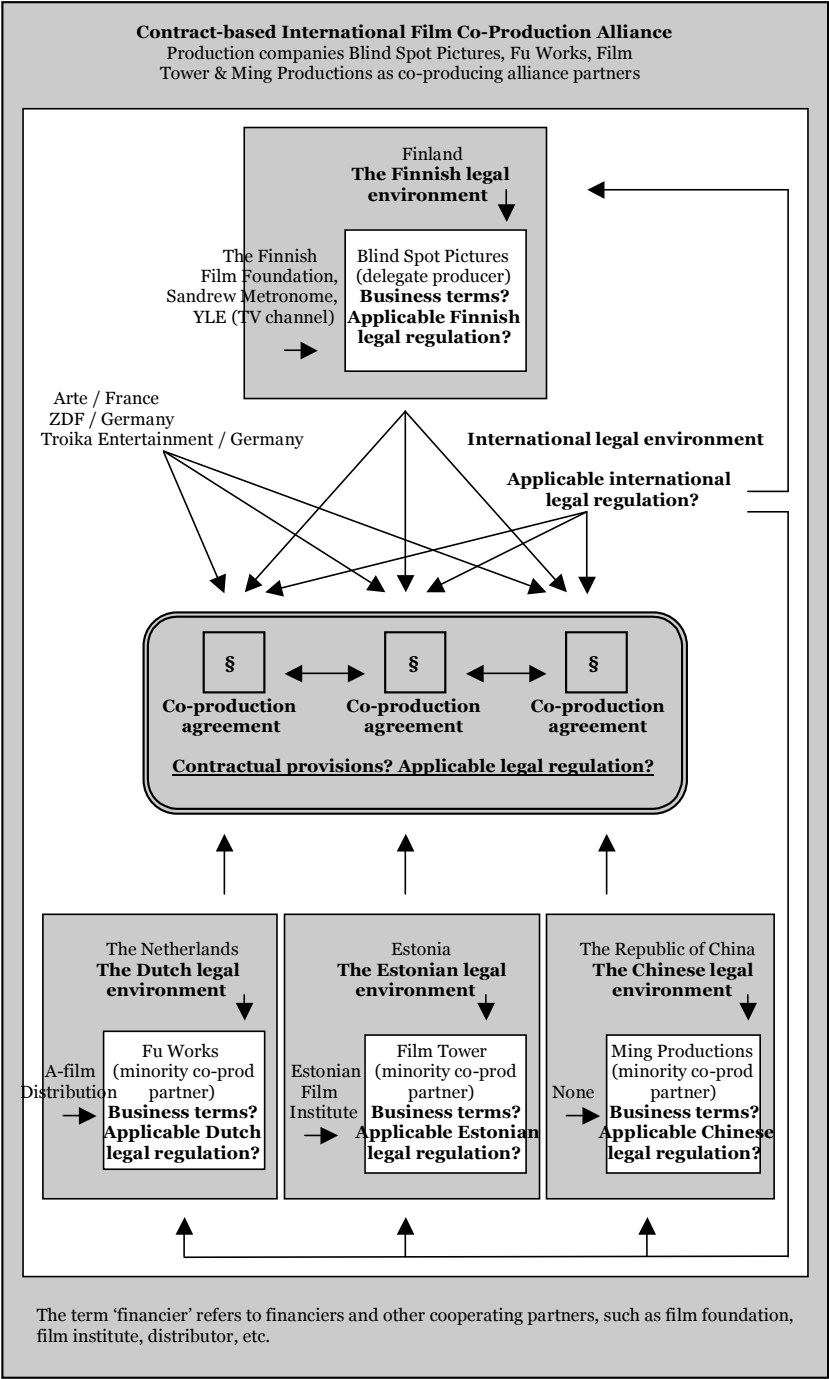 Contract-based International Film Co-Production Alliance
Production companies Blind Spot Pictures, Fu Works, Film
Tower & Ming Productions as co-producing alliance partners
Finland
The Finnish legal
environment
The Finnish
Film Foundation,
Sandrew Metronome,
YLE (TV channel)
Blind Spot Pictures
(delegate producer)
Business terms?
Applicable Finnish
legal regulation?
Arte / France
ZDF / Germany
Troika Entertainment / Germany
International legal environment
Applicable international
legal regulation?
§
§
§
Co-production
agreement
Co-production
agreement
Co-production
agreement
Contractual provisions? Applicable legal regulation?
The Netherlands
The Dutch legal
environment
A-film
Distribution
Fu Works
(minority co-prod
partner)
Business terms?
Applicable Dutch
legal regulation?
Estonia
The Estonian legal
environment
Estonian
Film
Institute
Film Tower
(minority co-prod
partner)
Business terms?
Applicable Estonian
legal regulation?
The Republic of China
The Chinese legal
environment
None
Ming Productions
(minority co-prod
partner)
Business terms?
Applicable Chinese
legal regulation?
The term ‘financier’ refers to financiers and other cooperating partners, such as film foundation,
film institute, distributor, etc.